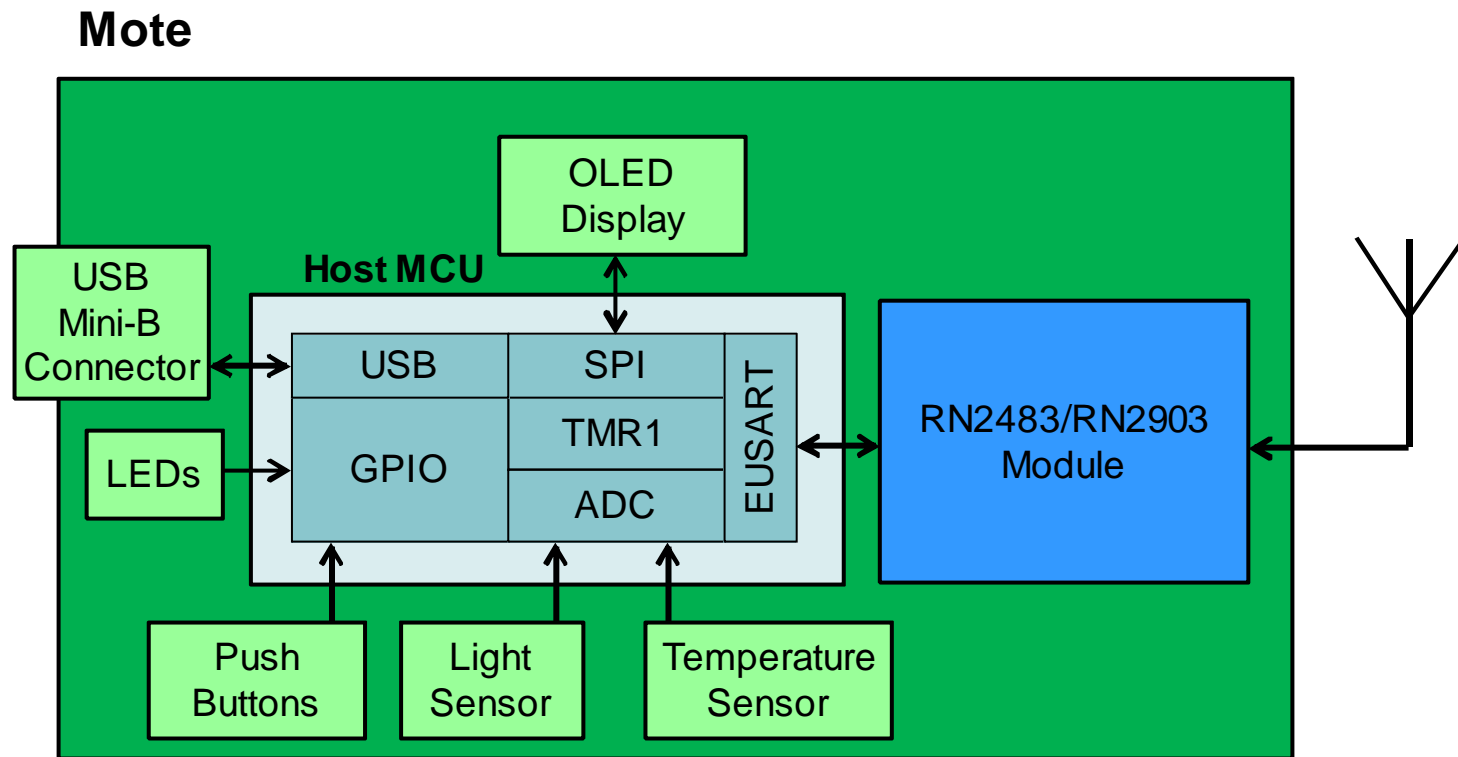 Mote
OLED
Display
USB
Mini-B
Connector
Host MCU
USB
SPI
EUSART
TMR1
GPIO
ADC
LEDs
RN2483/RN2903
Module
Push
Buttons
Light
Sensor
Temperature
Sensor